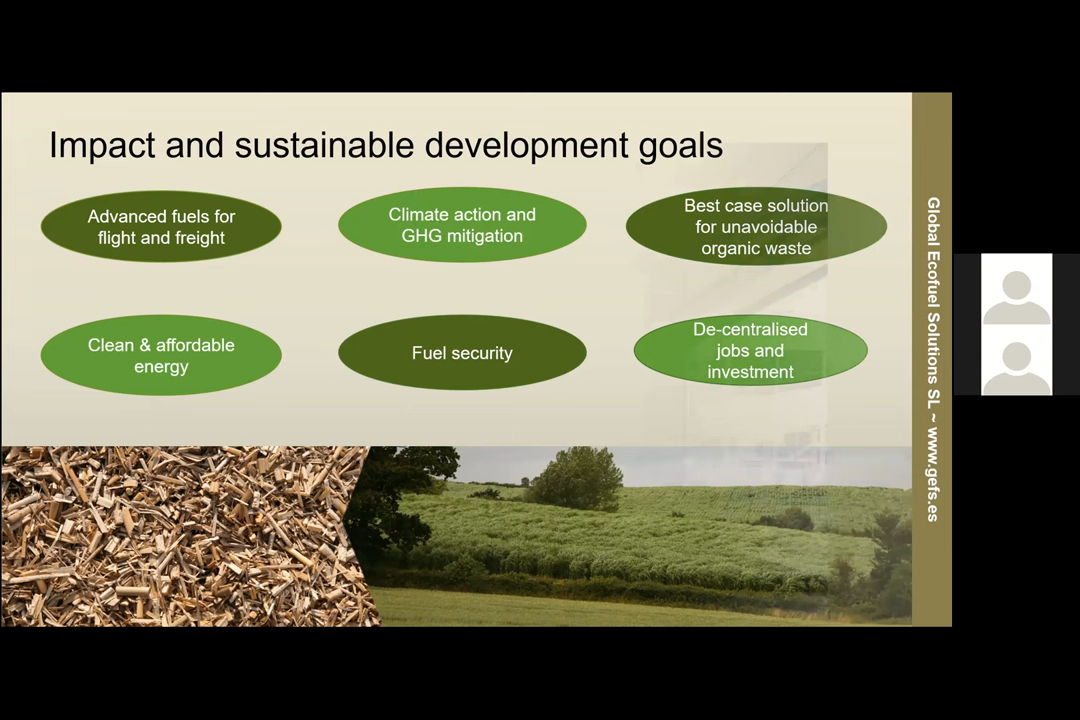 Impact and sustainable development goals
Advanced fuels for
flight and freight
Climate action and
GHG mitigation
Best case solution
for unavoidable
organic waste
Clean & affordable
energy
Fuel security
De-centralised
jobs and
investment
Global Ecofuel Solutions SL ~ www.gefs.es